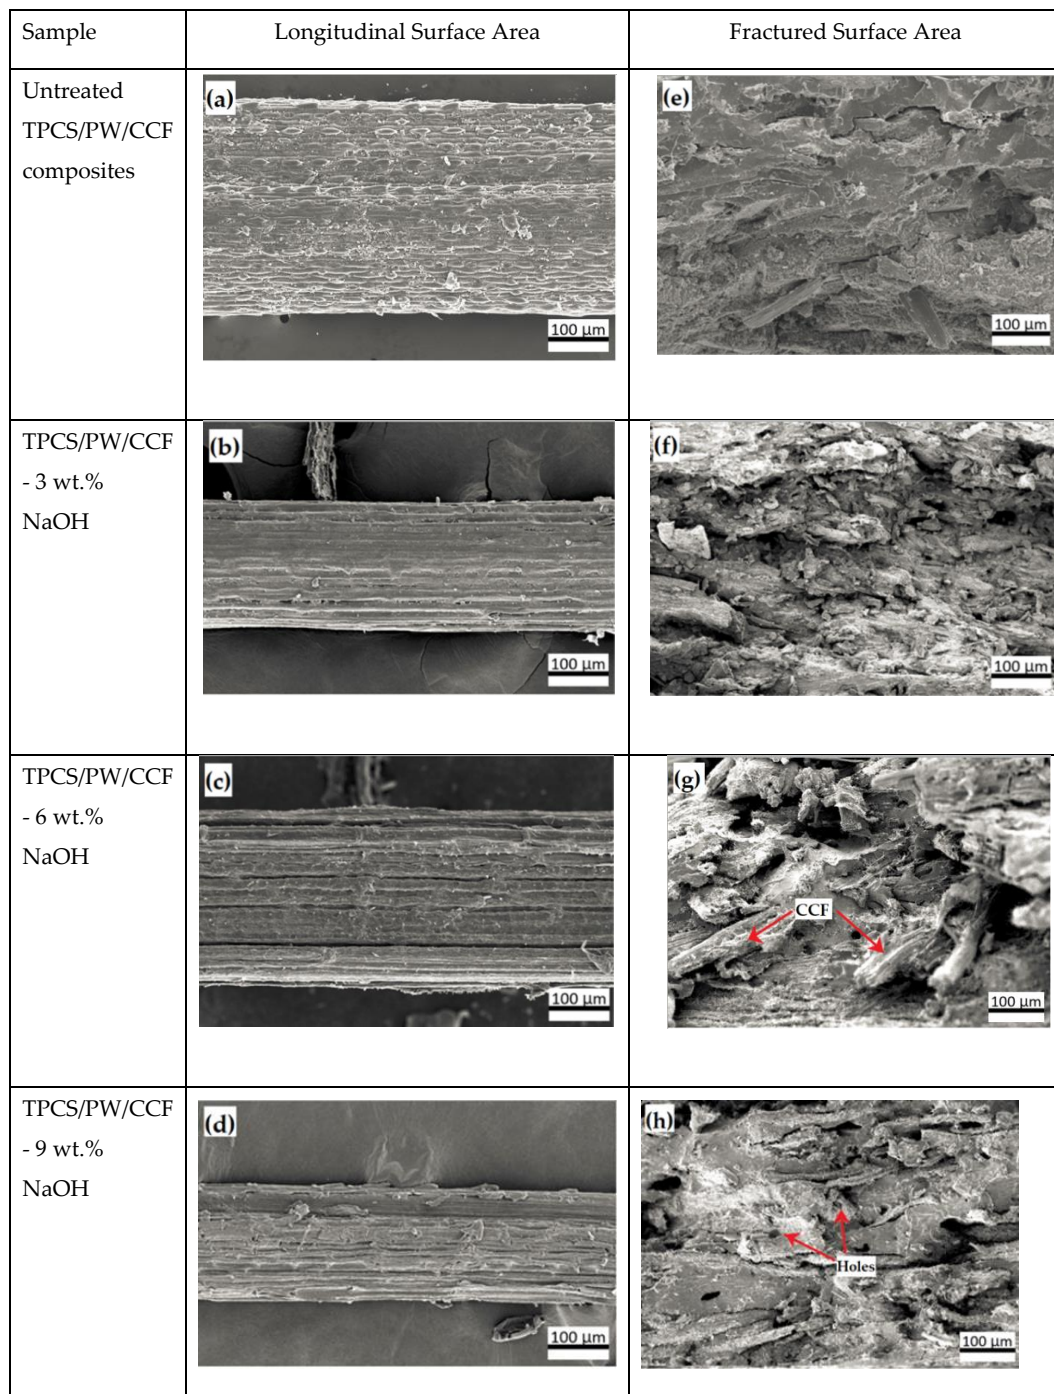 Sample
Longitudinal Surface Area
Fractured Surface Area
Untreated
TPCS/PW/CCF
composites
(a)
100 µm
(e)
100 µm
TPCS/PW/CCF
- 3 wt.%
NaOH
(b)
100 µm
(f)
100 µm
TPCS/PW/CCF
- 6 wt.%
NaOH
(c)
100 µm
(g)
CCF
100 µm
TPCS/PW/CCF
- 9 wt.%
NaOH
(d)
100 µm
(h)
Holes
100 µm